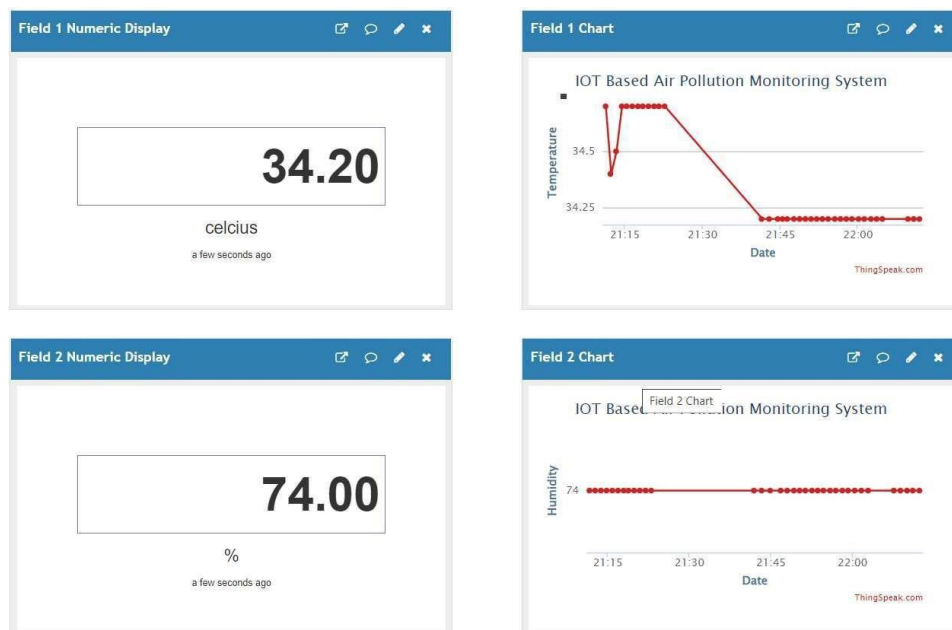 Field 1 Numeric Display
34.20
celcius
a few seconds ago
Field 1 Chart
IOT Based Air Pollution Monitoring System
Temperature
34.5
34.25
21:15 21:30 21:45 22:00
Date
ThingSpeak.com
Field 2 Numeric Display
74.00
%
a few seconds ago
Field 2 Chart
Field 2 Chart
IOT Based Air Pollution Monitoring System
Humidity
74
21:15 21:30 21:45 22:00
Date
ThingSpeak.com